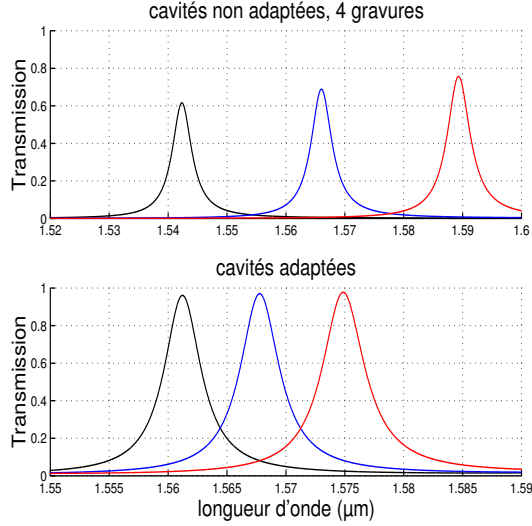 cavités non adaptées, 4 gravures
Transmission
1
0.8
0.6
0.4
0.2
0
1.52 1.53 1.54 1.55 1.56 1.57 1.58 1.59 1.6
cavités adaptées
Transmission
1
0.8
0.6
0.4
0.2
0
1.55 1.555 1.56 1.565 1.57 1.575 1.58 1.585 1.59
longueur d'onde (µm)